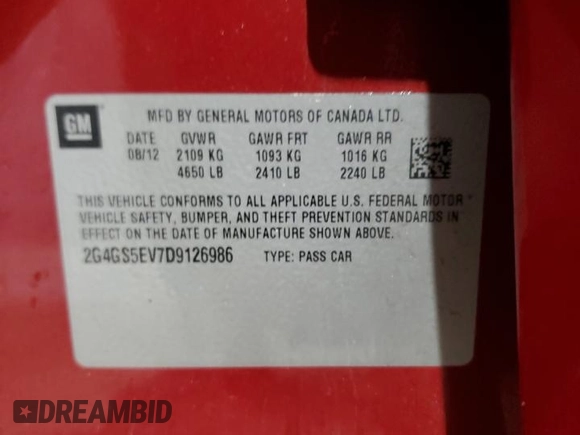 GM
MFD BY GENERAL MOTORS OF CANADA LTD.
DATE GVWR GAWR FRT GAWR RR
08/12 2109 KG 1093 KG 1016 KG
4650 LB 2410 LB 2240 LB
THIS VEHICLE CONFORMS TO ALL APPLICABLE U.S. FEDERAL MOTOR
VEHICLE SAFETY, BUMPER, AND THEFT PREVENTION STANDARDS IN
EFFECT ON THE DATE OF MANUFACTURE SHOWN ABOVE.
2G4GS5EV7D9126986 TYPE: PASS CAR
DREAMBID